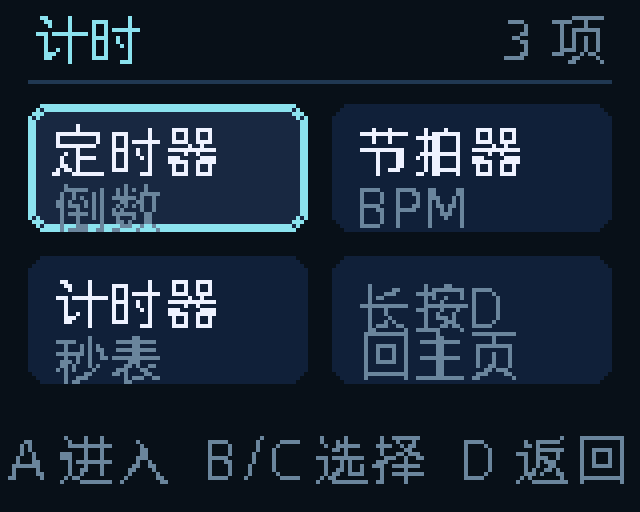 计时 3 项
定时器
倒数
节拍器
BPM
计时器
秒表
长按D
回主页
A 进入 B/C 选择 D 返回